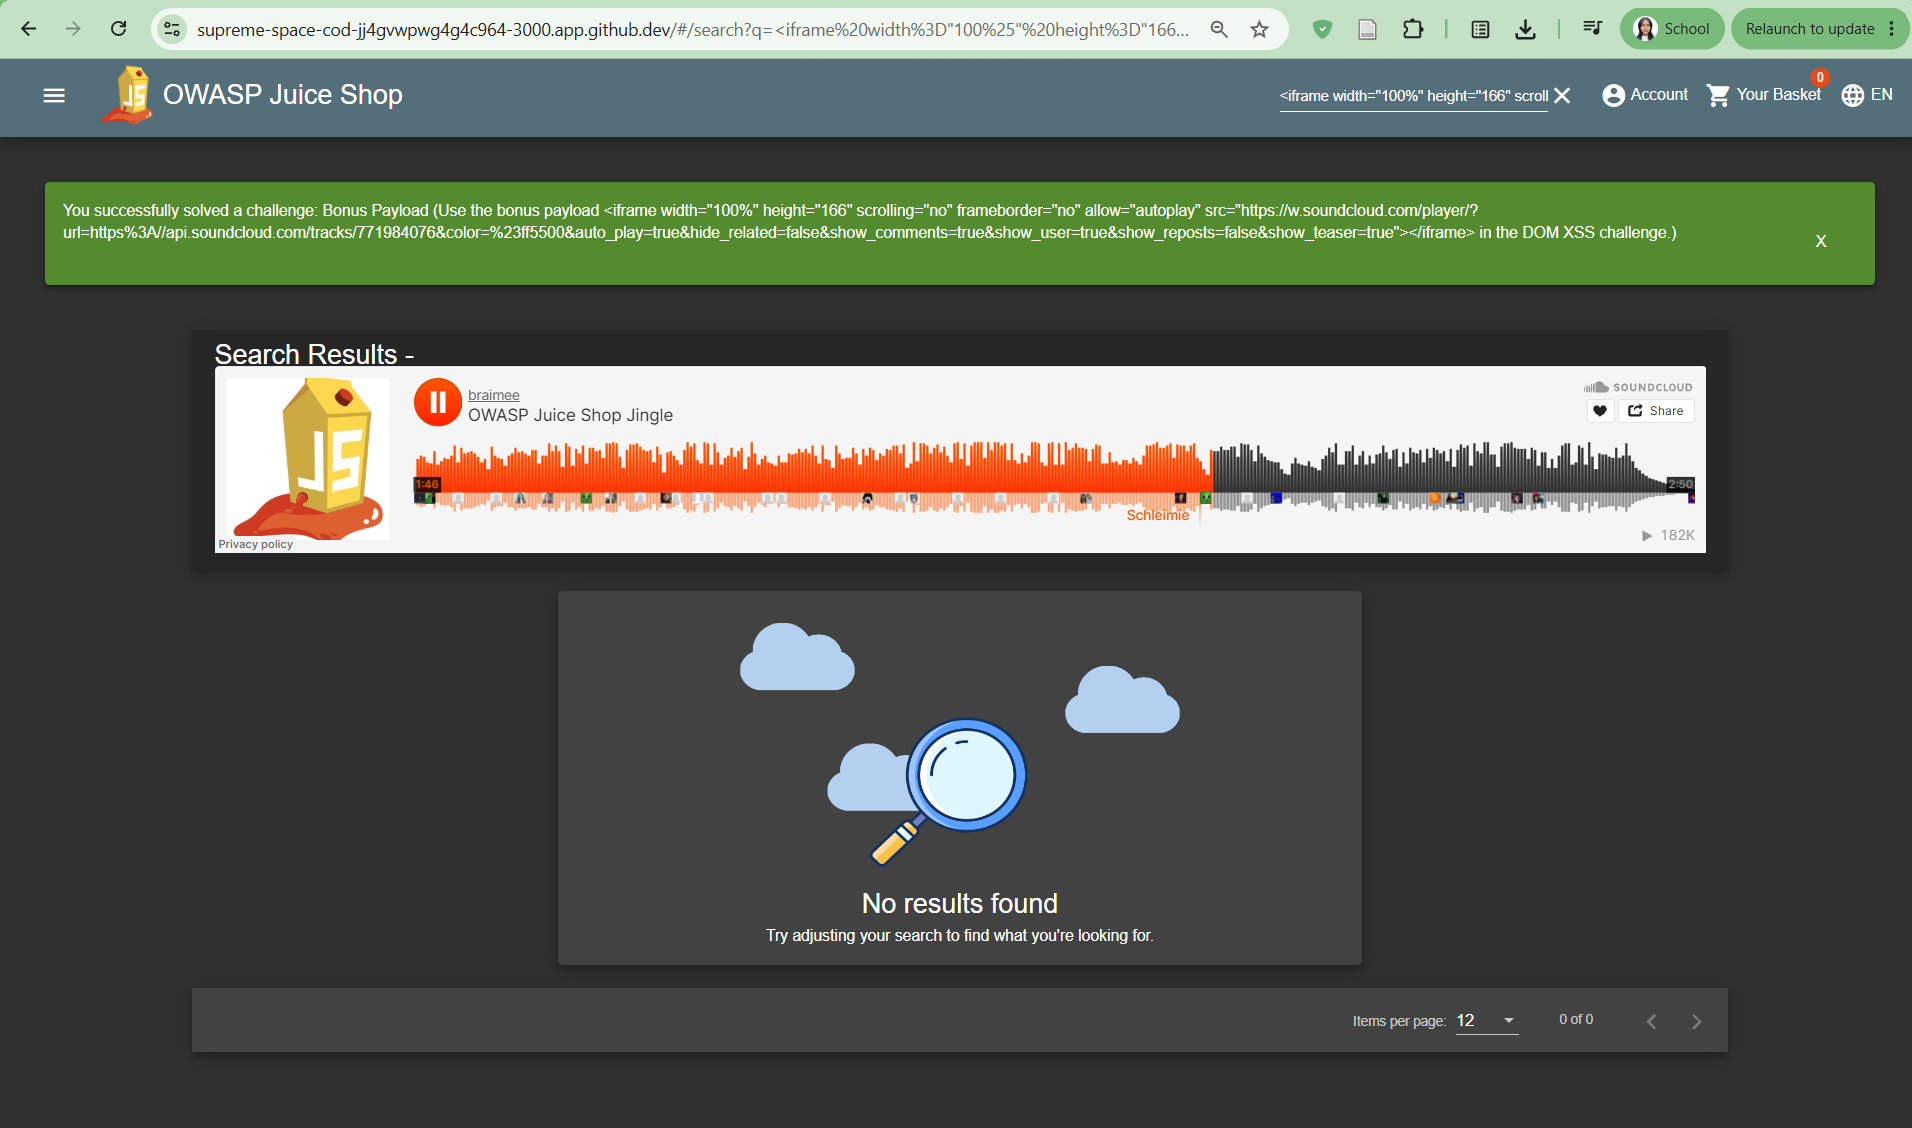 supreme-space-cod-jj4gvwpwg4g4c964-3000.app.github.dev/#/search?q=<iframe%20width%3D"100%25"%20height%3D"166...
School
Relaunch to update
OWASP Juice Shop
<iframe width="100%" height="166" scroll
Account
Your Basket
0
EN
You successfully solved a challenge: Bonus Payload (Use the bonus payload <iframe width="100%" height="166" scrolling="no" frameborder="no" allow="autoplay" src="https://w.soundcloud.com/player/?
url=https%3A//api.soundcloud.com/tracks/771984076&color=%23ff5500&auto_play=true&hide_related=false&show_comments=true&show_user=true&show_reposts=false&show_teaser=true"></iframe> in the DOM XSS challenge.)
X
Search Results -
JS
braimee
OWASP Juice Shop Jingle
SOUNDCLOUD
Share
1:46
2:50
Schleimie
182K
Privacy policy
No results found
Try adjusting your search to find what you're looking for.
Items per page: 12
0 of 0